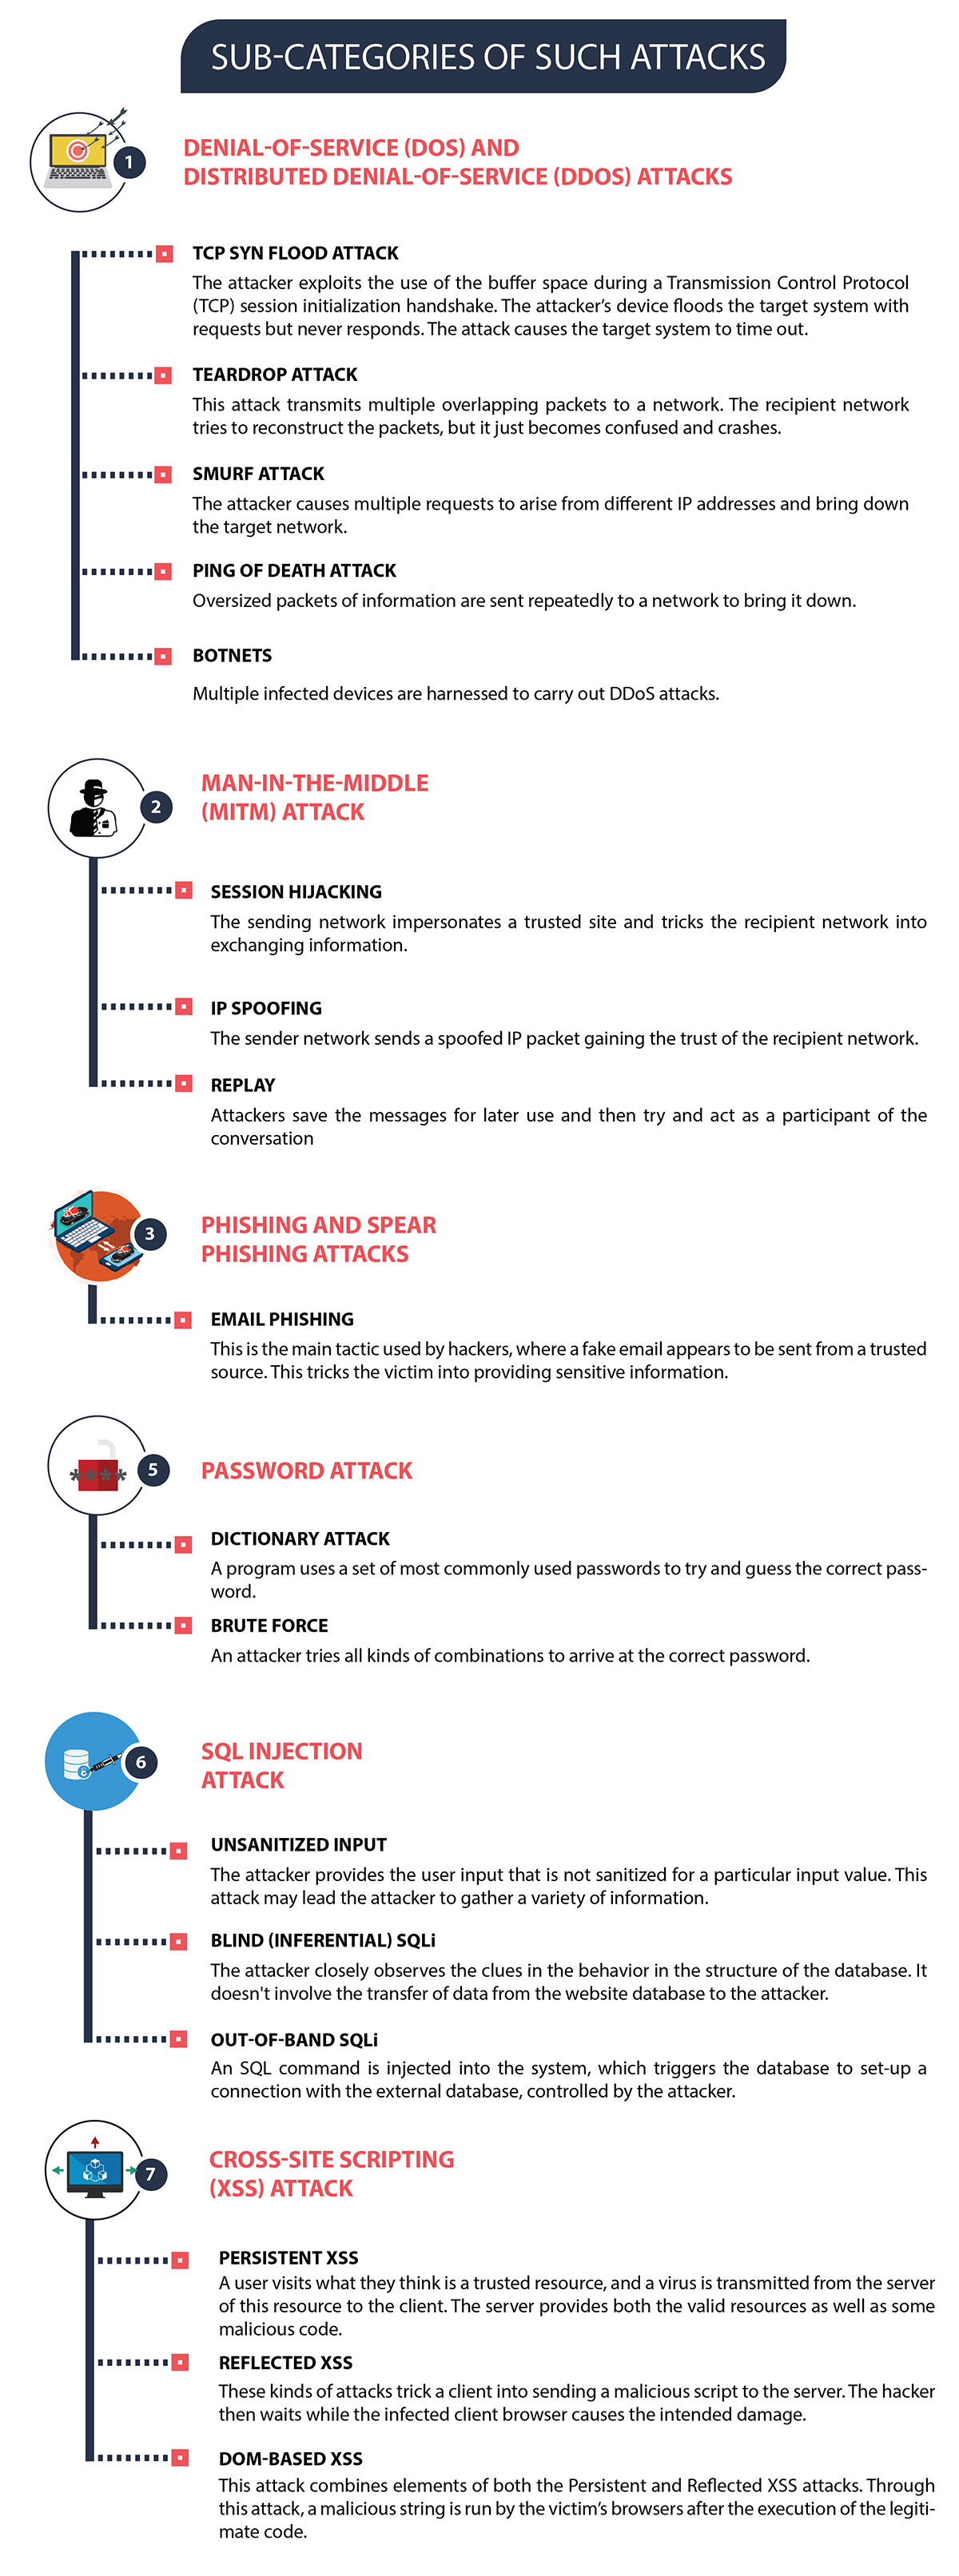 SUB-CATEGORIES OF SUCH ATTACKS
1
DENIAL-OF-SERVICE (DOS) AND
DISTRIBUTED DENIAL-OF-SERVICE (DDOS) ATTACKS
TCP SYN FLOOD ATTACK
The attacker exploits the use of the buffer space during a Transmission Control Protocol
(TCP) session initialization handshake. The attacker’s device floods the target system with
requests but never responds. The attack causes the target system to time out.
TEARDROP ATTACK
This attack transmits multiple overlapping packets to a network. The recipient network
tries to reconstruct the packets, but it just becomes confused and crashes.
SMURF ATTACK
The attacker causes multiple requests to arise from different IP addresses and bring down
the target network.
PING OF DEATH ATTACK
Oversized packets of information are sent repeatedly to a network to bring it down.
BOTNETS
Multiple infected devices are harnessed to carry out DDoS attacks.
2
MAN-IN-THE-MIDDLE
(MITM) ATTACK
SESSION HIJACKING
The sending network impersonates a trusted site and tricks the recipient network into
exchanging information.
IP SPOOFING
The sender network sends a spoofed IP packet gaining the trust of the recipient network.
REPLAY
Attackers save the messages for later use and then try and act as a participant of the
conversation
3
PHISHING AND SPEAR
PHISHING ATTACKS
EMAIL PHISHING
This is the main tactic used by hackers, where a fake email appears to be sent from a trusted
source. This tricks the victim into providing sensitive information.
****
5
PASSWORD ATTACK
DICTIONARY ATTACK
A program uses a set of most commonly used passwords to try and guess the correct pass-
word.
BRUTE FORCE
An attacker tries all kinds of combinations to arrive at the correct password.
6
SQL INJECTION
ATTACK
UNSANITIZED INPUT
The attacker provides the user input that is not sanitized for a particular input value. This
attack may lead the attacker to gather a variety of information.
BLIND (INFERENTIAL) SQLi
The attacker closely observes the clues in the behavior in the structure of the database. It
doesn't involve the transfer of data from the website database to the attacker.
OUT-OF-BAND SQLi
An SQL command is injected into the system, which triggers the database to set-up a
connection with the external database, controlled by the attacker.
7
CROSS-SITE SCRIPTING
(XSS) ATTACK
PERSISTENT XSS
A user visits what they think is a trusted resource, and a virus is transmitted from the server
of this resource to the client. The server provides both the valid resources as well as some
malicious code.
REFLECTED XSS
These kinds of attacks trick a client into sending a malicious script to the server. The hacker
then waits while the infected client browser causes the intended damage.
DOM-BASED XSS
This attack combines elements of both the Persistent and Reflected XSS attacks. Through
this attack, a malicious string is run by the victim’s browsers after the execution of the legiti-
mate code.